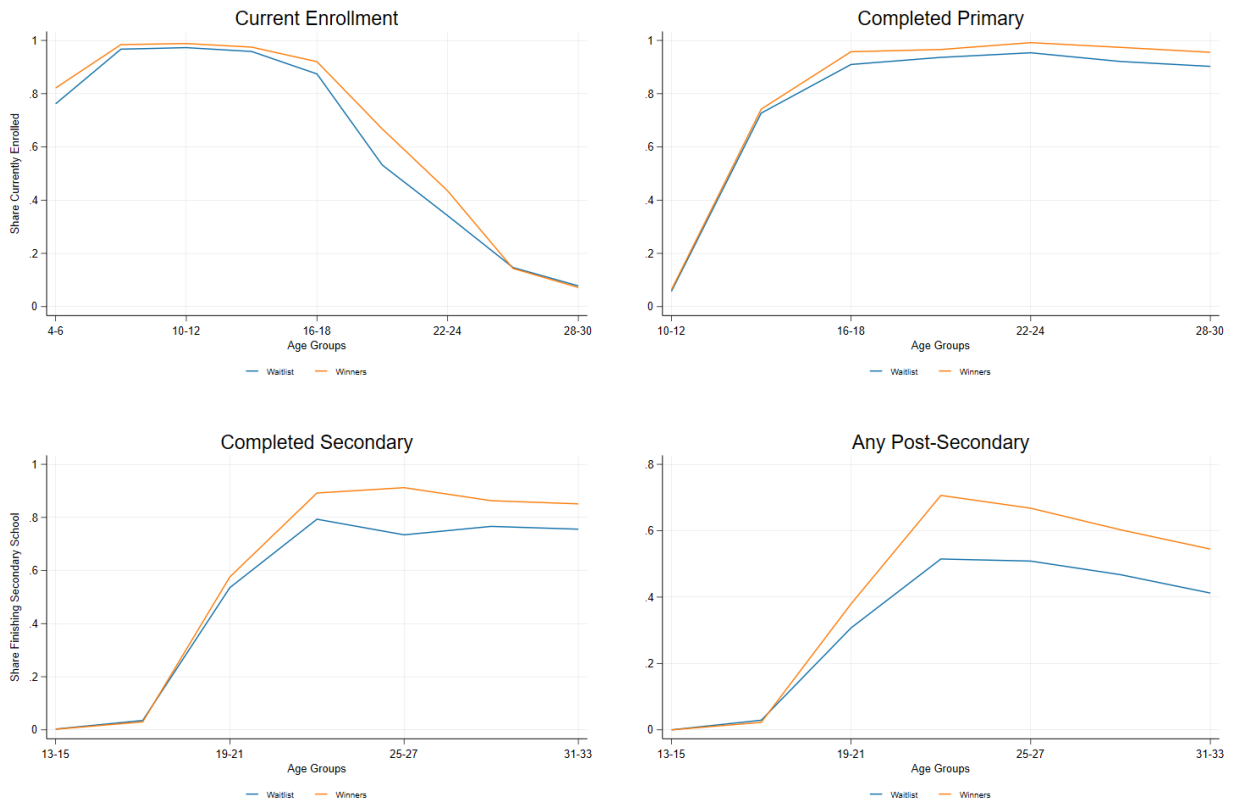 Current Enrollment
Share Currently Enrolled
1
.8
.6
.4
.2
0
4-6 10-12 16-18 22-24 28-30
Age Groups
Waitlist Winners
Completed Primary
1
.8
.6
.4
.2
0
10-12 16-18 22-24 28-30
Age Groups
Waitlist Winners
Completed Secondary
Share Finishing Secondary School
1
.8
.6
.4
.2
0
13-15 19-21 25-27 31-33
Age Groups
Waitlist Winners
Any Post-Secondary
.8
.6
.4
.2
0
13-15 19-21 25-27 31-33
Age Groups
Waitlist Winners